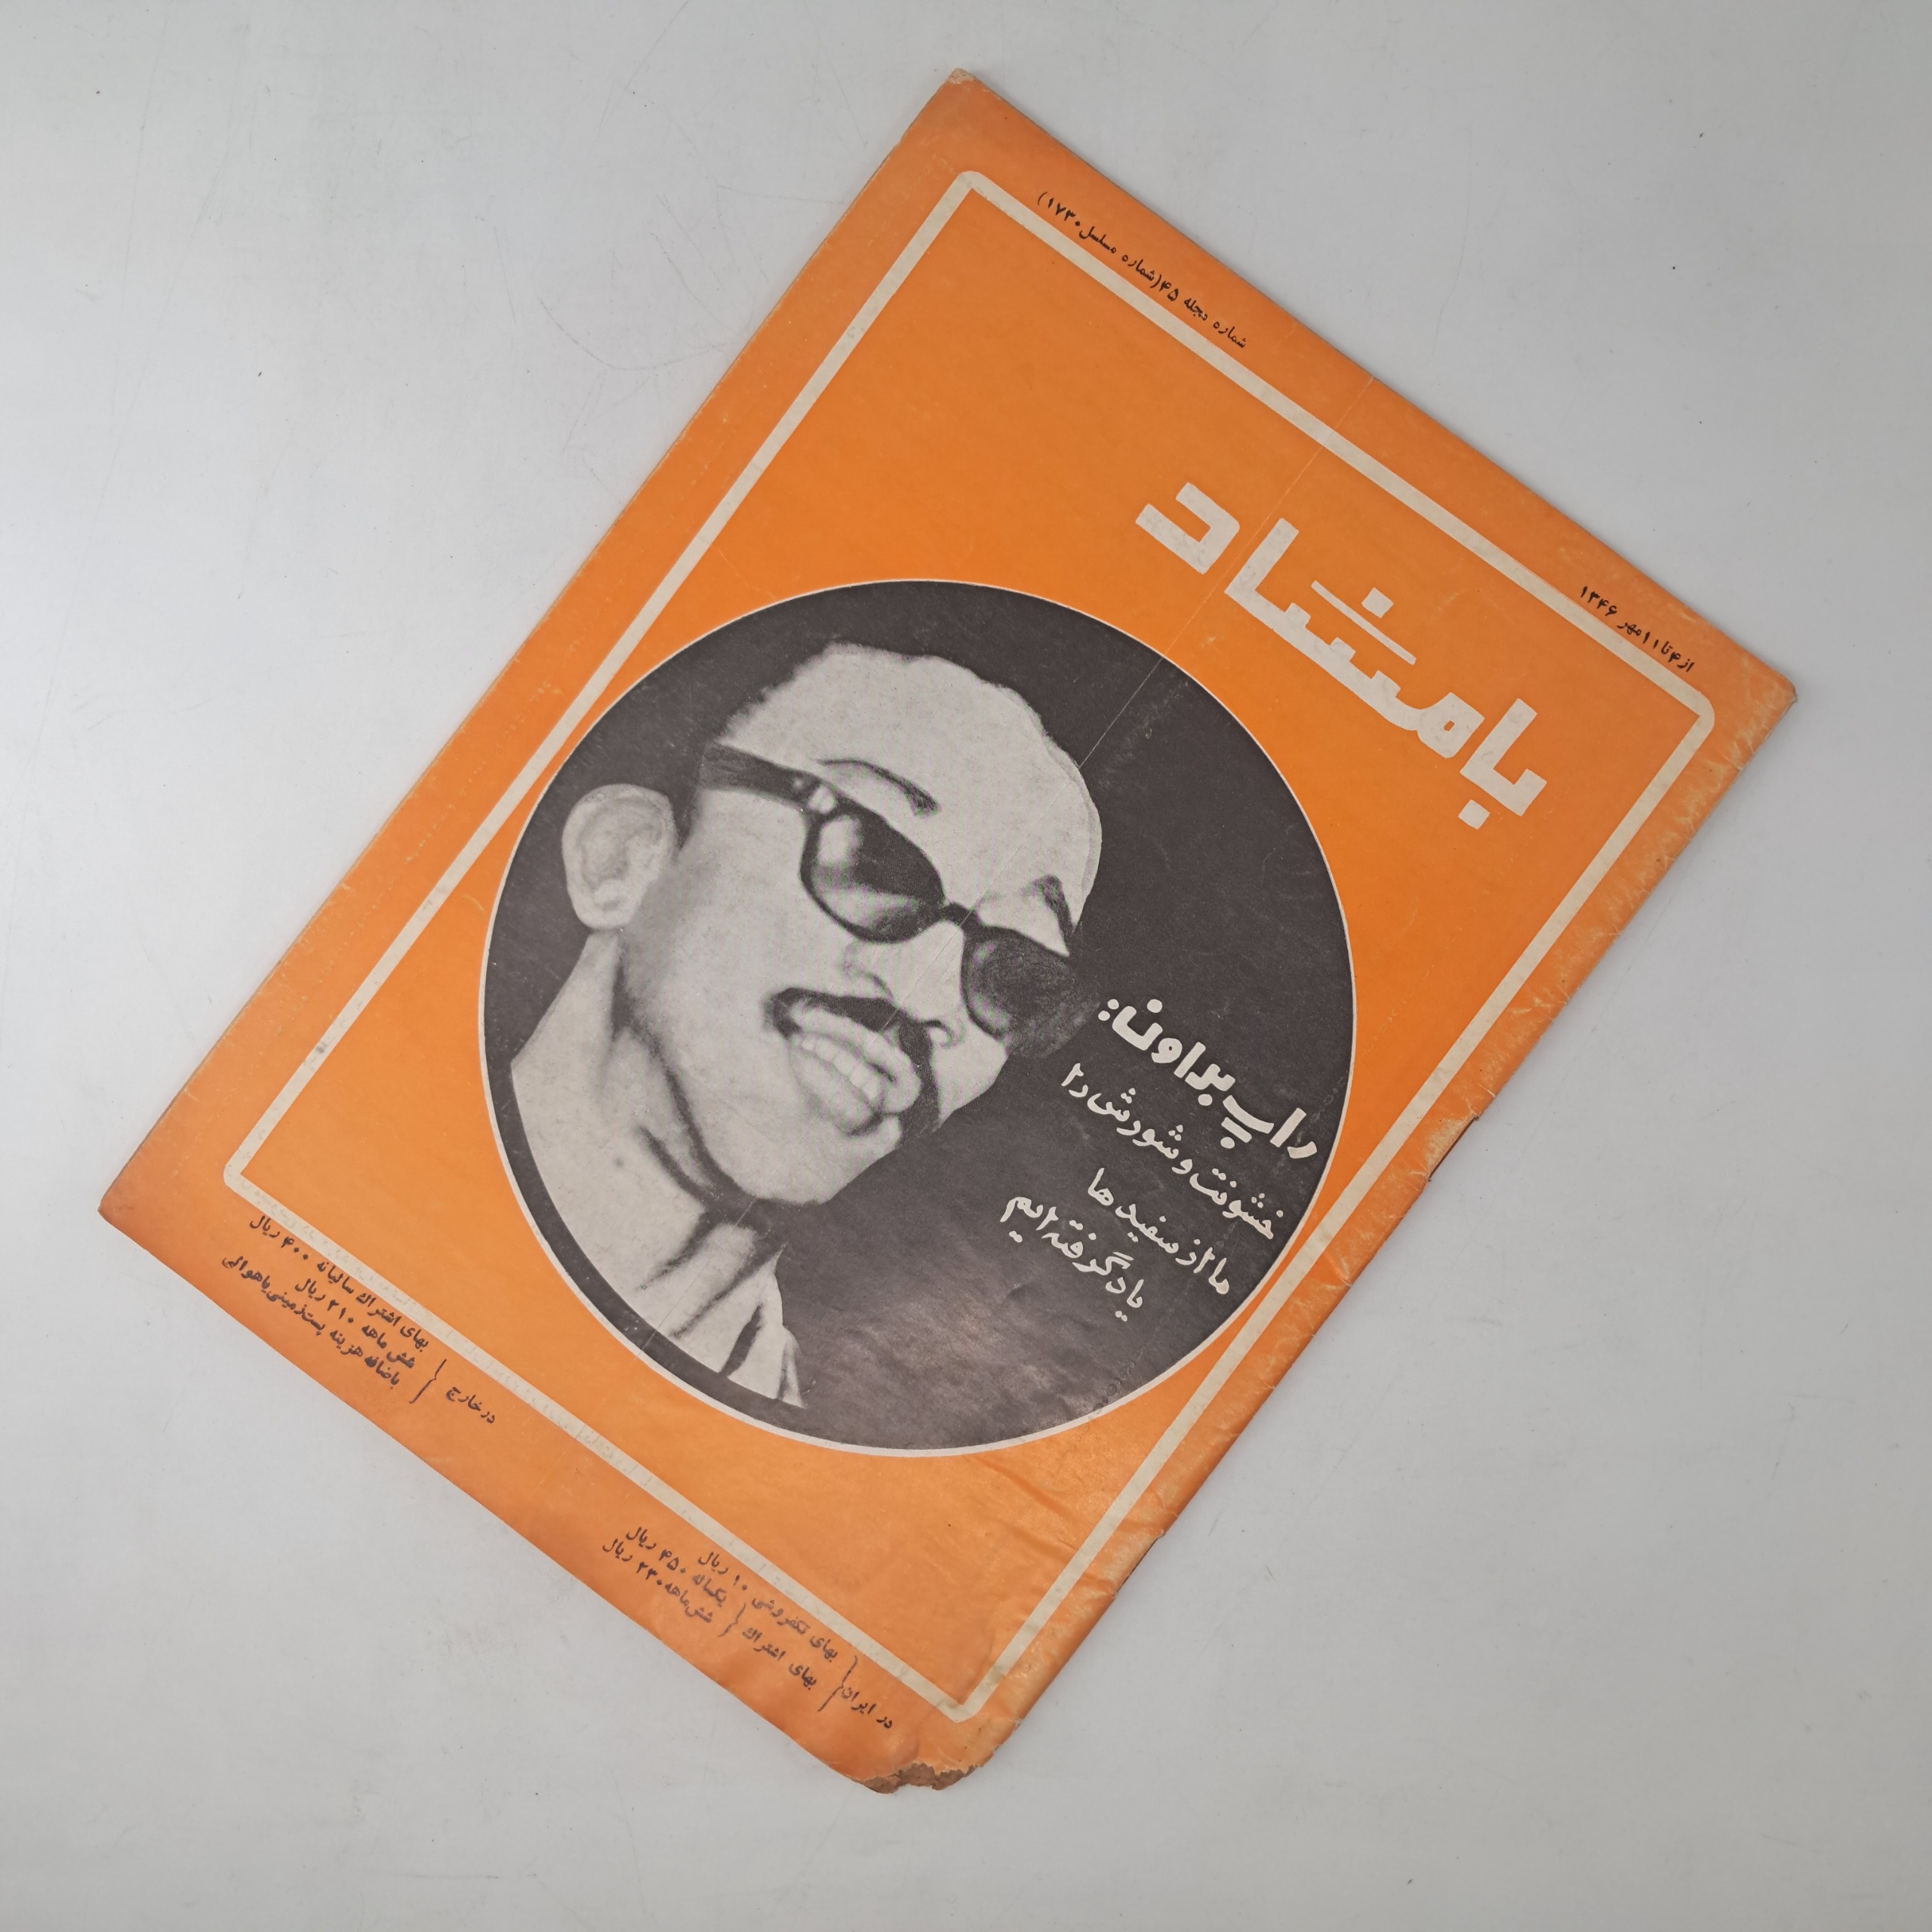 از ۴ تا ۱۱ مهر ۱۳۴۶
شماره مجله ۴۵ (شماره مسلسل ۱۷۳۰)
بامشاد
راپ براون:
خشونت و شورش را
ما از سفیدها
یاد گرفته ایم
در ایران
بهای تکفروشی ۱۰ ریال
بهای اشتراك
یکساله ۴۵۰ ریال
شش ماهه ۲۳۰ ریال
در خارج
بهای اشتراك سالیانه ۴۰۰ ریال
شش ماهه ۲۱۰ ریال
باضافه هزینه پست زمینی یا هوائی